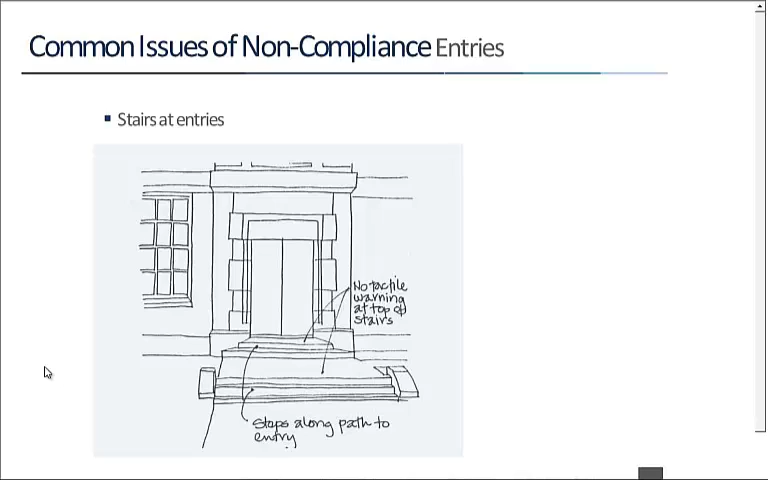 Common Issues of Non-Compliance Entries
Stairs at entries
No tactile
warning
at top of
stairs
Steps along path to
entry